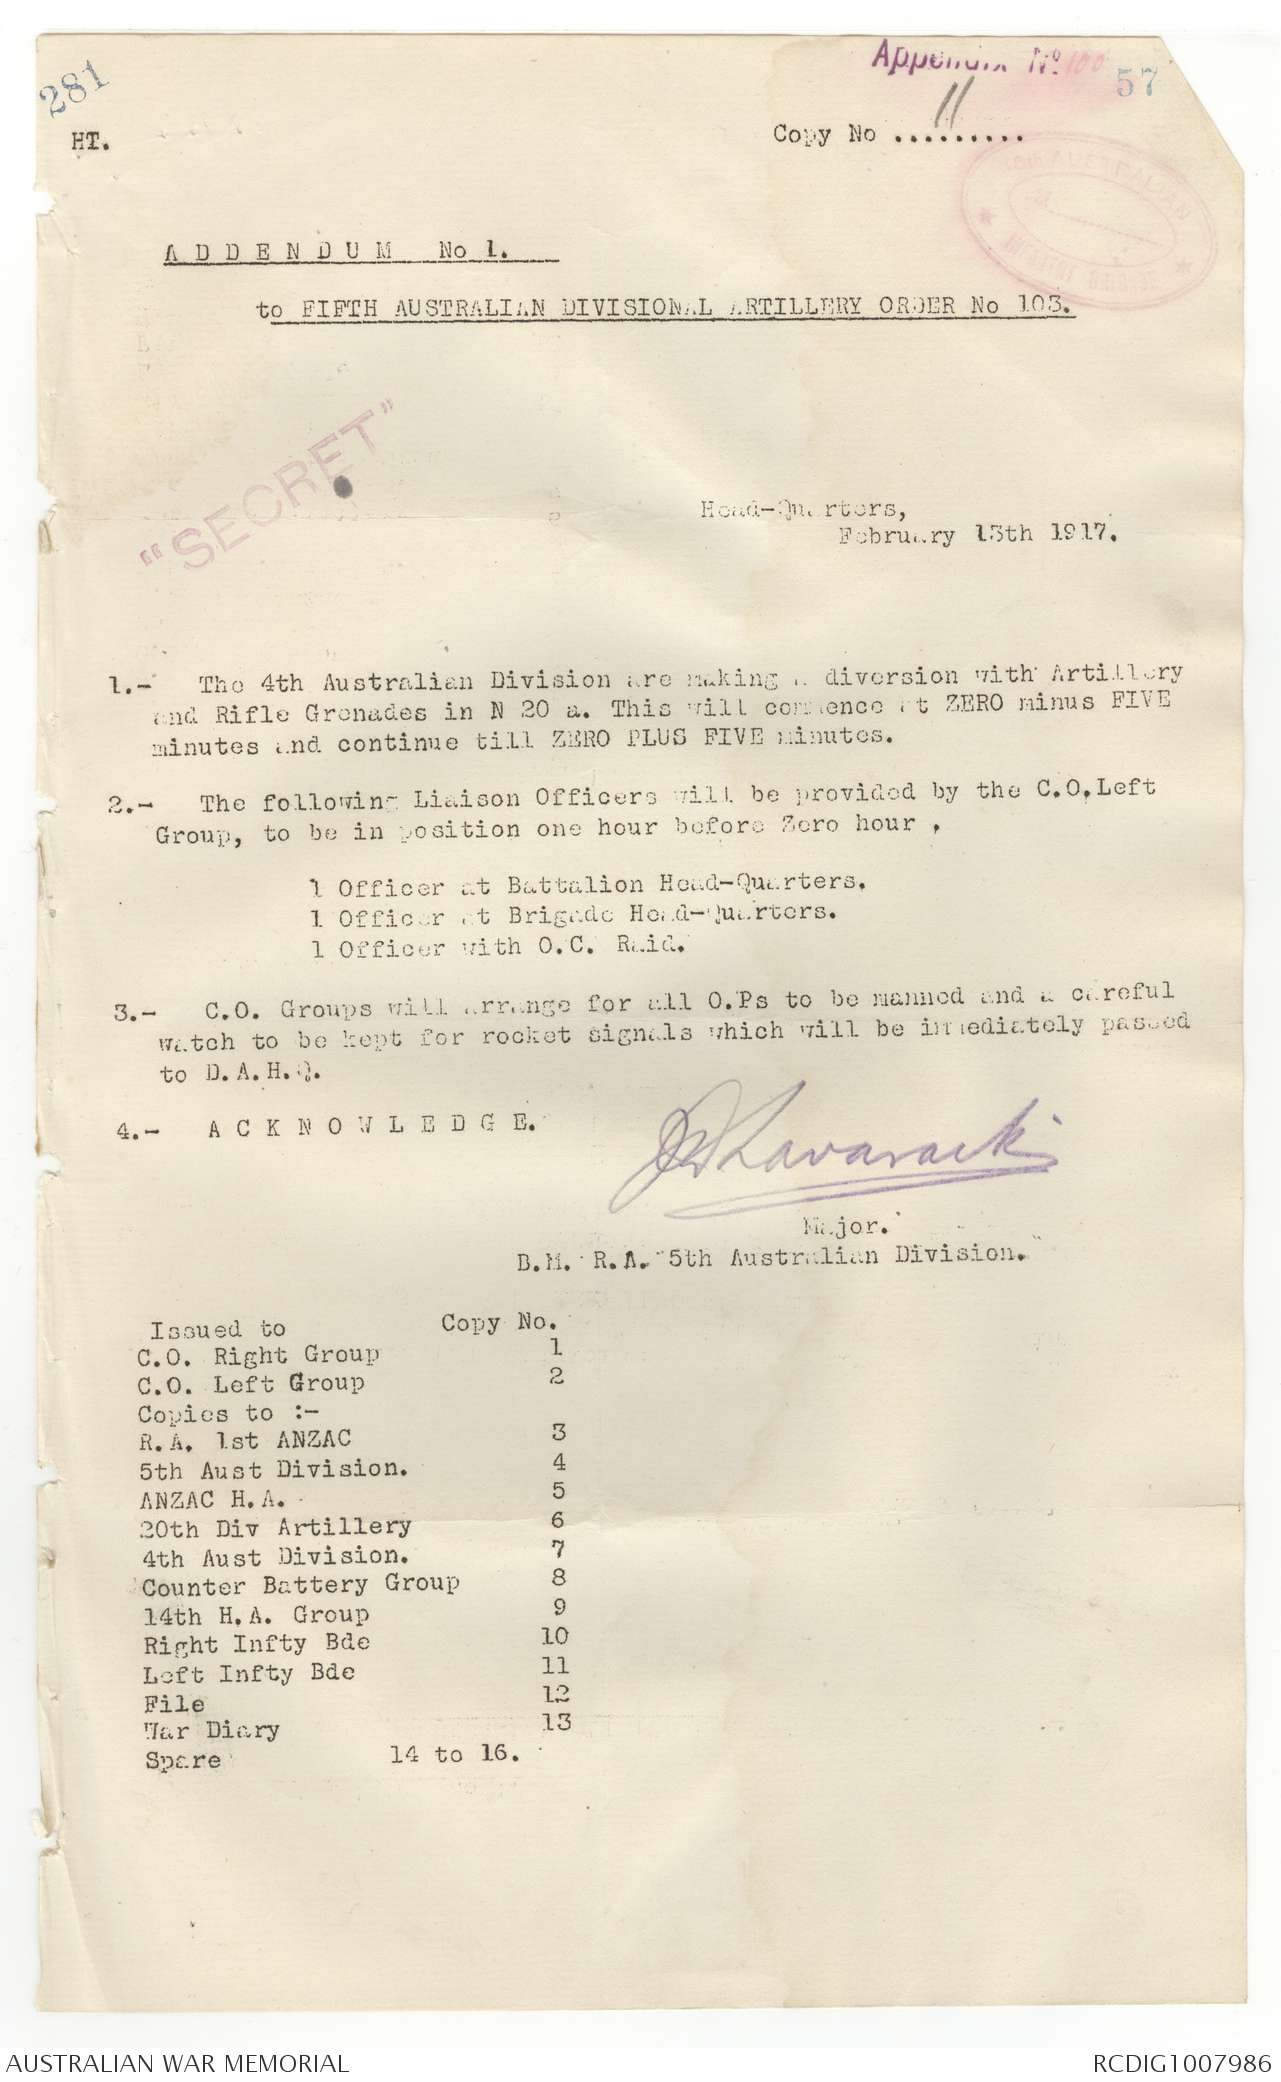 281
Appendix No 100
57
HT.
Copy No ...11......
AUSTRALIAN
A D D E N D U M No 1.
to FIFTH AUSTRALIAN DIVISIONAL ARTILLERY ORDER No 103.
"SECRET"
Head-Quarters,
February 13th 1917.
1.- The 4th Australian Division are making a diversion with Artillery
and Rifle Grenades in N 20 a. This will commence at ZERO minus FIVE
minutes and continue till ZERO PLUS FIVE minutes.
2.- The following Liaison Officers will be provided by the C.O.Left
Group, to be in position one hour before Zero hour .
1 Officer at Battalion Head-Quarters.
1 Officer at Brigade Head-Quarters.
1 Officer with O.C. Raid.
3.- C.O. Groups will arrange for all O.Ps to be manned and a careful
watch to be kept for rocket signals which will be immediately passed
to D.A.H.Q.
4.- A C K N O W L E D G E.
JD Lavarack
Major.
B.M. R.A. 5th Australian Division.
Issued to Copy No.
C.O. Right Group 1
C.O. Left Group 2
Copies to :-
R.A. 1st ANZAC 3
5th Aust Division. 4
ANZAC H.A. 5
20th Div Artillery 6
4th Aust Division. 7
Counter Battery Group 8
14th H.A. Group 9
Right Infty Bde 10
Left Infty Bde 11
File 12
War Diary 13
Spare 14 to 16.
AUSTRALIAN WAR MEMORIAL
RCDIG1007986